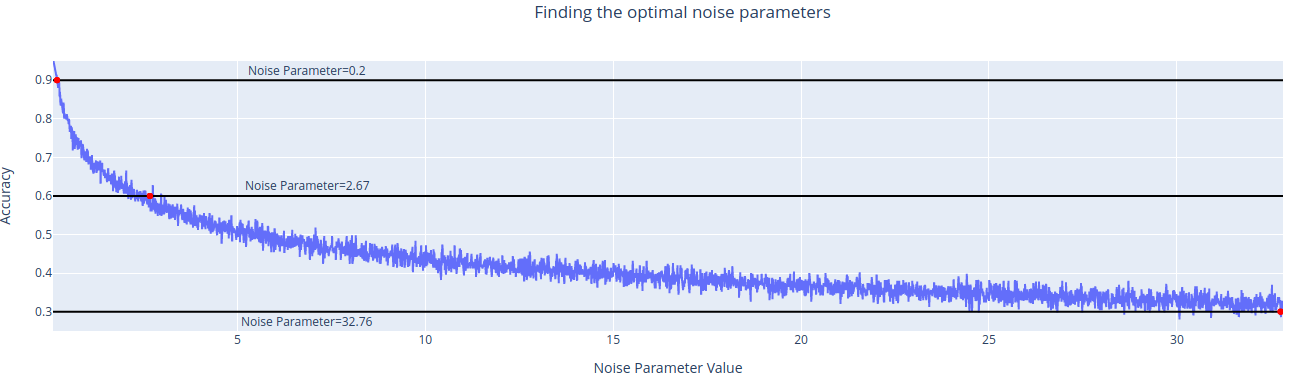 Finding the optimal noise parameters
Accuracy
0.9
0.8
0.7
0.6
0.5
0.4
0.3
Noise Parameter=0.2
Noise Parameter=2.67
Noise Parameter=32.76
5
10
15
20
25
30
Noise Parameter Value